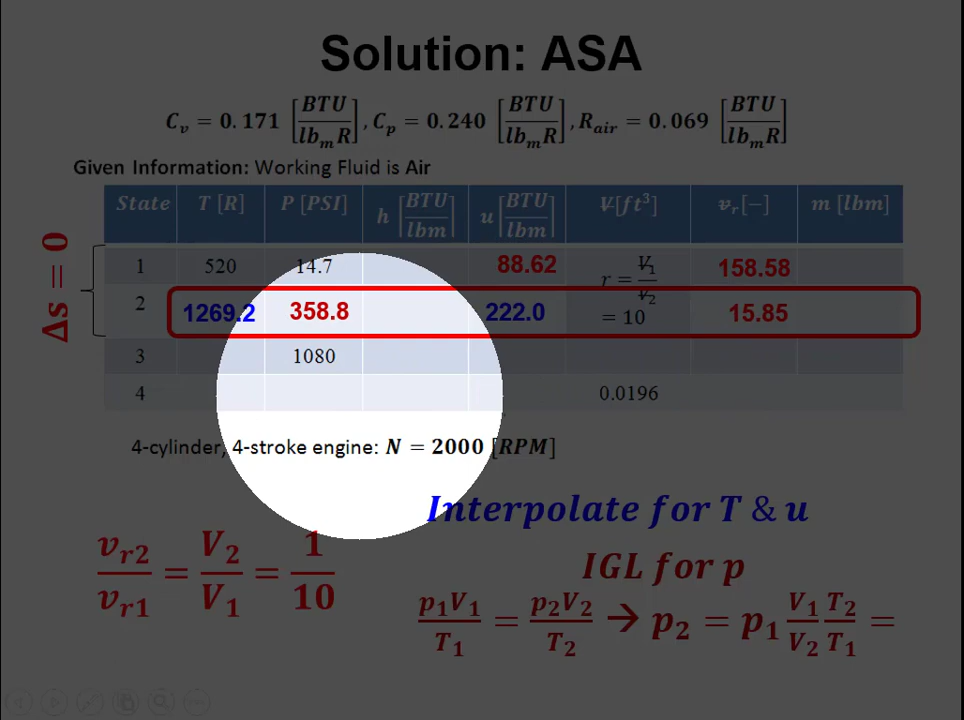 Solution: ASA
C_v = 0.171 [BTU/lb_m R], C_p = 0.240 [BTU/lb_m R], R_air = 0.069 [BTU/lb_m R]
Given Information: Working Fluid is Air
State T [R] P [PSI] h [BTU/lbm] u [BTU/lbm] V[ft³] v_r[−] m [lbm]
1 520 14.7 88.62 r = V_1/V_2 = 10 158.58
2 1269.2 358.8 222.0 15.85
3 1080
4 0.0196
Δs = 0
4-cylinder, 4-stroke engine: N = 2000 [RPM]
Interpolate for T & u
v_r2/v_r1 = V_2/V_1 = 1/10
IGL for p
p_1V_1/T_1 = p_2V_2/T_2 → p_2 = p_1 V_1/V_2 T_2/T_1 =